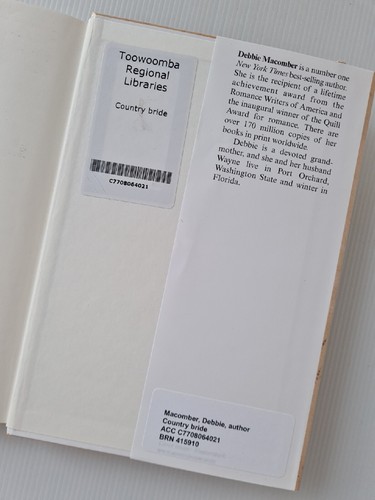 Toowoomba
Regional
Libraries
Country bride
C7708064021
Debbie Macomber is a number one
New York Times best-selling author.
She is the recipient of a lifetime
achievement award from the
Romance Writers of America and
the inaugural winner of the Quill
Award for romance. There are
over 170 million copies of her
books in print worldwide.
Debbie is a devoted grand-
mother, and she and her husband
Wayne live in Port Orchard,
Washington State and winter in
Florida.
Macomber, Debbie, author
Country bride
ACC C7708064021
BRN 415910